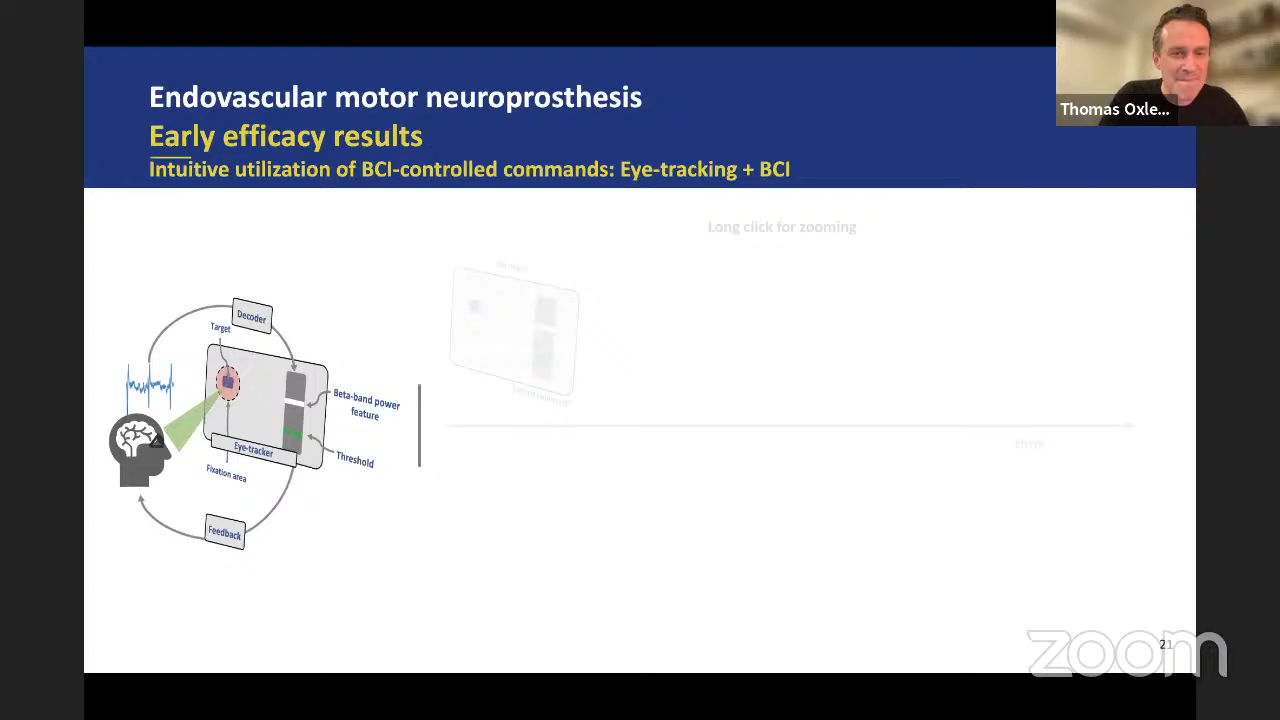 Thomas Oxle...
Endovascular motor neuroprosthesis
Early efficacy results
Intuitive utilization of BCI-controlled commands: Eye-tracking + BCI
Long click for zooming
Decoder
Target
Beta-band power
feature
Eye-tracker
Threshold
Fixation area
Feedback
21
zoom